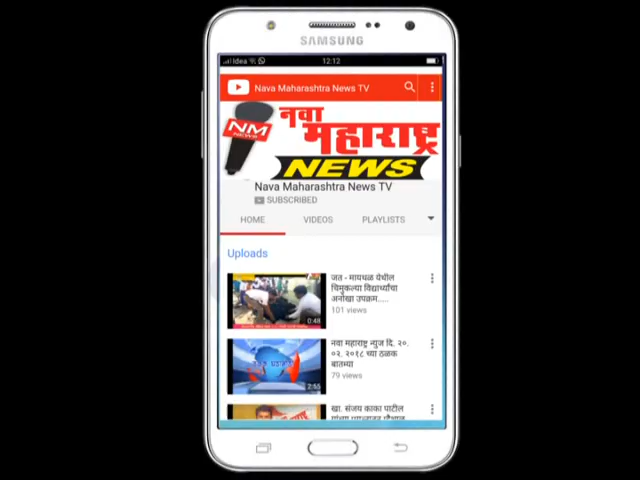 SAMSUNG
Idea 12:12
Nava Maharashtra News TV
नवा
महाराष्ट्र
NM
NEWS
NEWS
Nava Maharashtra News TV
SUBSCRIBED
HOME VIDEOS PLAYLISTS
Uploads
जत - मायथळ येथील
चिमुकल्या विद्यार्थ्यांचा
अनोखा उपक्रम.....
101 views
0:48
नवा महाराष्ट्र न्युज दि. २०.
०२. २०१८ च्या ठळक
बातम्या
79 views
2:55
खा. संजय काका पाटील